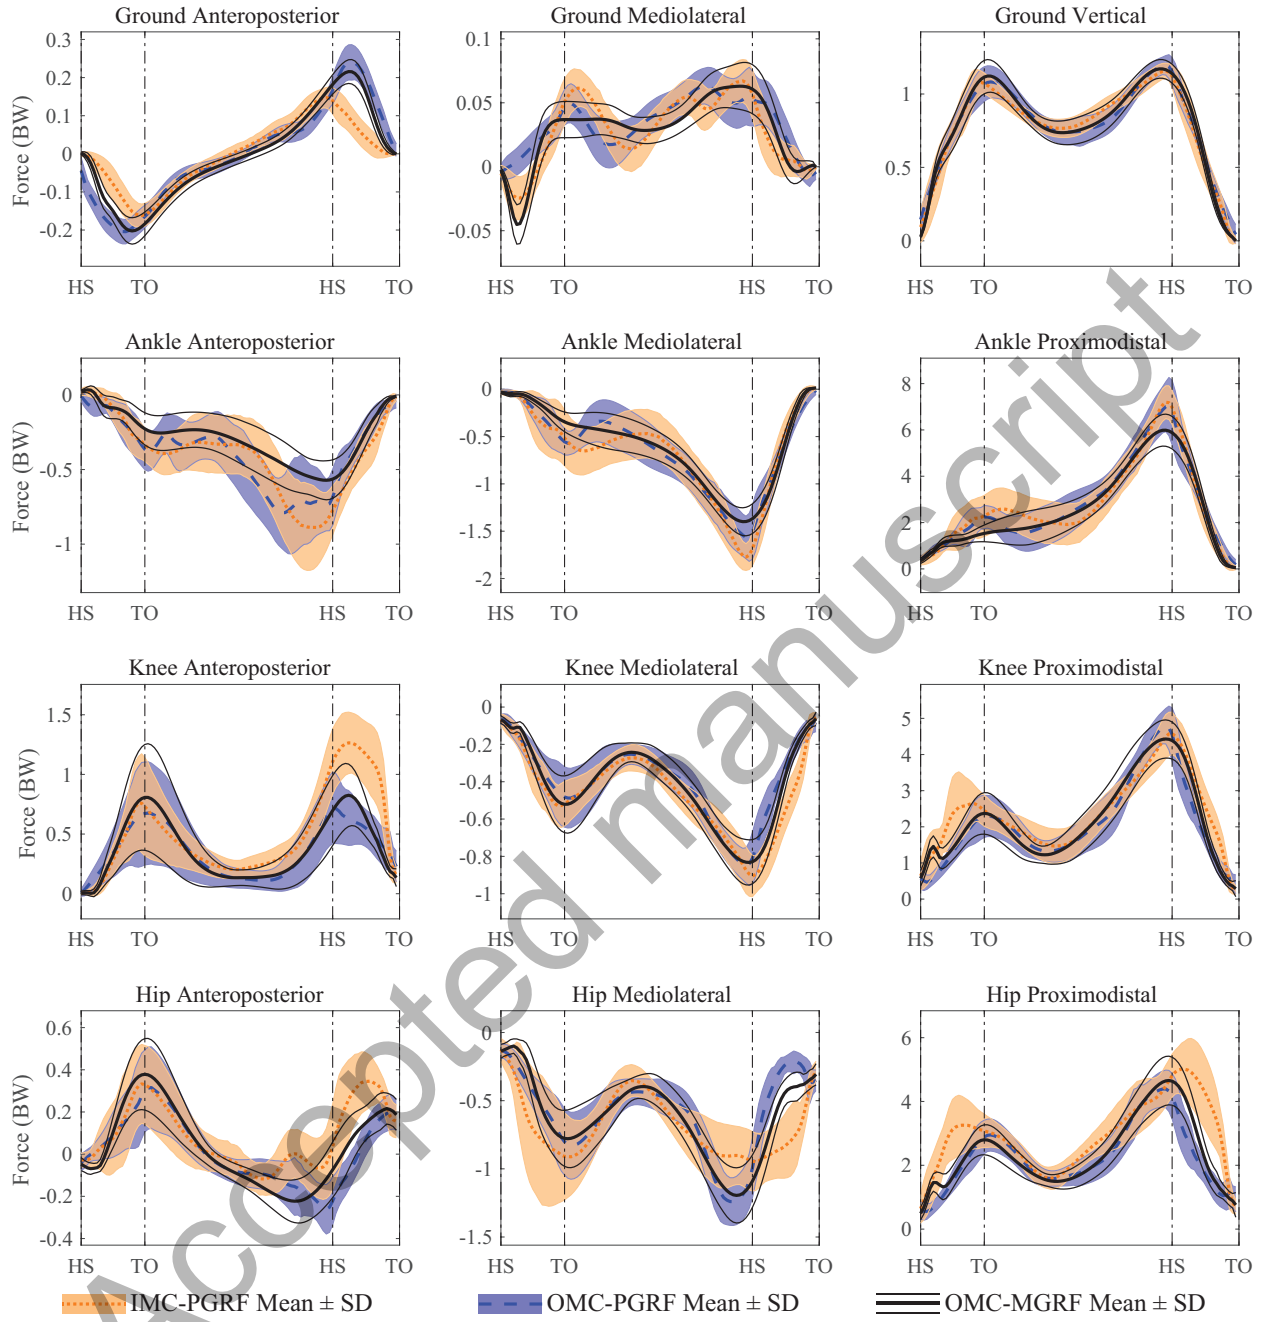 Ground Anteroposterior Ground Mediolateral Ground Vertical
Force (BW)
0.3
0.2
0.1
0
-0.1
-0.2
HS TO HS TO
0.1
0.05
0
-0.05
HS TO HS TO
1
0.5
0
HS TO HS TO
Ankle Anteroposterior Ankle Mediolateral Ankle Proximodistal
Force (BW)
0
-0.5
-1
HS TO HS TO
0
-0.5
-1
-1.5
-2
HS TO HS TO
8
6
4
2
0
HS TO HS TO
Knee Anteroposterior Knee Mediolateral Knee Proximodistal
Force (BW)
1.5
1
0.5
0
HS TO HS TO
0
-0.2
-0.4
-0.6
-0.8
-1
HS TO HS TO
5
4
3
2
1
0
HS TO HS TO
Hip Anteroposterior Hip Mediolateral Hip Proximodistal
Force (BW)
0.6
0.4
0.2
0
-0.2
-0.4
HS TO HS TO
0
-0.5
-1
-1.5
HS TO HS TO
6
4
2
0
HS TO HS TO
IMC-PGRF Mean ± SD OMC-PGRF Mean ± SD OMC-MGRF Mean ± SD
Accepted manuscript